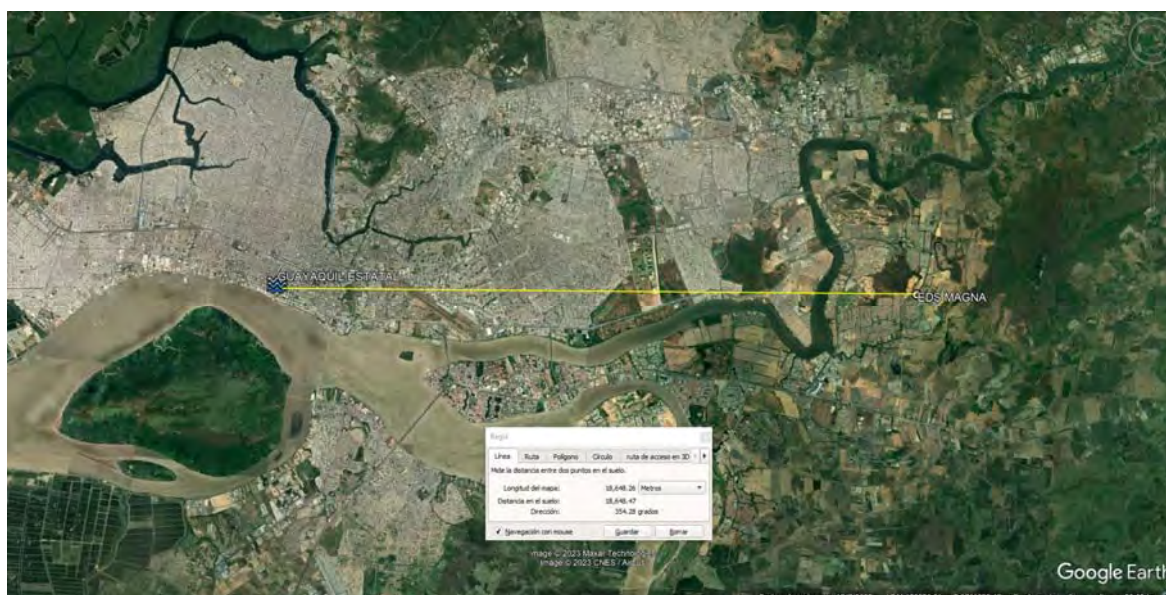 GUAYAQUIL ESTATA
EDS MAGNA
Regla
Línea Ruta Polígono Círculo ruta de acceso en 3D
Mide la distancia entre dos puntos en el suelo.
Longitud del mapa: 18,648.26 Metros
Distancia en el suelo: 18,648.47
Dirección: 354.28 grados
Navegación con mouse Guardar Borrar
Image © 2023 Maxar Technologies
Image © 2023 CNES / Airbus
Google Earth